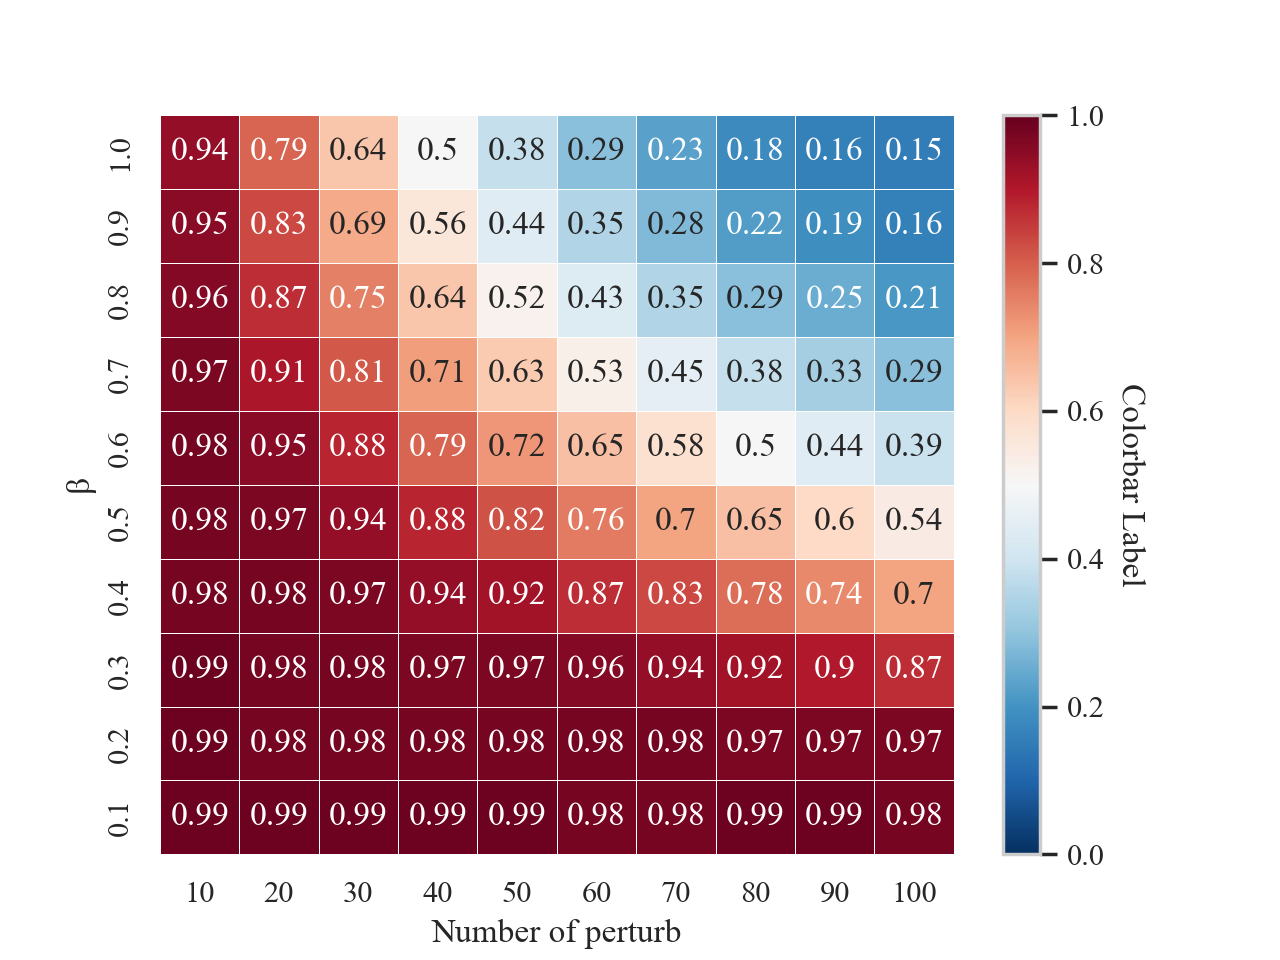 1.0 0.94 0.79 0.64 0.5 0.38 0.29 0.23 0.18 0.16 0.15
0.9 0.95 0.83 0.69 0.56 0.44 0.35 0.28 0.22 0.19 0.16
0.8 0.96 0.87 0.75 0.64 0.52 0.43 0.35 0.29 0.25 0.21
0.7 0.97 0.91 0.81 0.71 0.63 0.53 0.45 0.38 0.33 0.29
0.6 0.98 0.95 0.88 0.79 0.72 0.65 0.58 0.5 0.44 0.39
0.5 0.98 0.97 0.94 0.88 0.82 0.76 0.7 0.65 0.6 0.54
0.4 0.98 0.98 0.97 0.94 0.92 0.87 0.83 0.78 0.74 0.7
0.3 0.99 0.98 0.98 0.97 0.97 0.96 0.94 0.92 0.9 0.87
0.2 0.99 0.98 0.98 0.98 0.98 0.98 0.98 0.97 0.97 0.97
0.1 0.99 0.99 0.99 0.99 0.99 0.98 0.98 0.99 0.99 0.98
10 20 30 40 50 60 70 80 90 100
Number of perturb
β
1.0
0.8
0.6
0.4
0.2
0.0
Colorbar Label